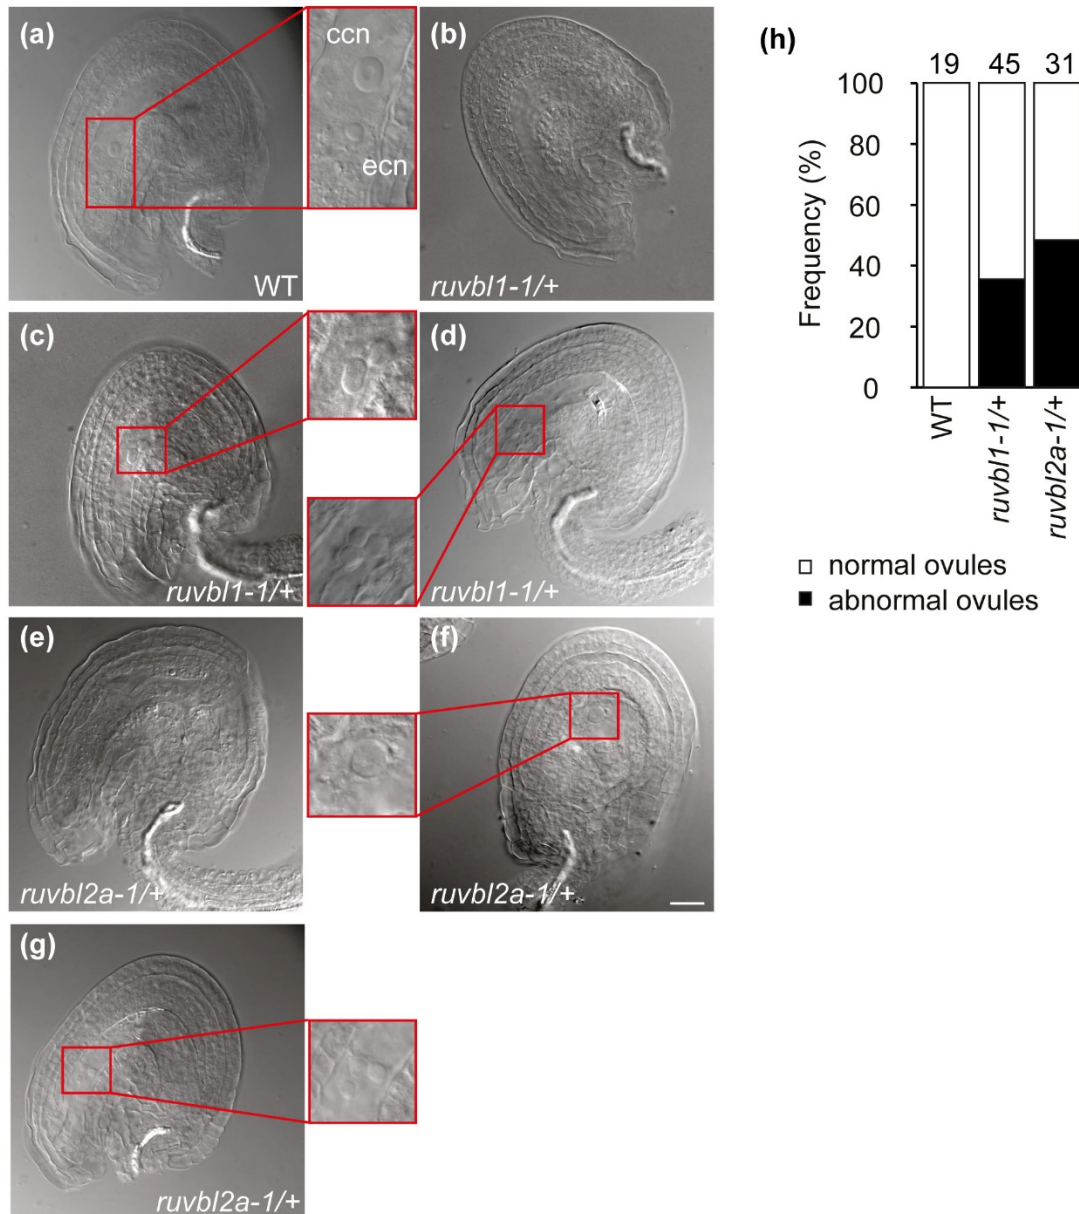 (a)
ccn
ecn
WT
(b)
ruvbl1-1/+
(c)
ruvbl1-1/+
(d)
ruvbl1-1/+
(e)
ruvbl2a-1/+
(f)
ruvbl2a-1/+
(g)
ruvbl2a-1/+
(h)
19 45 31
Frequency (%)
100
80
60
40
20
0
WT
ruvbl1-1/+
ruvbl2a-1/+
normal ovules
abnormal ovules